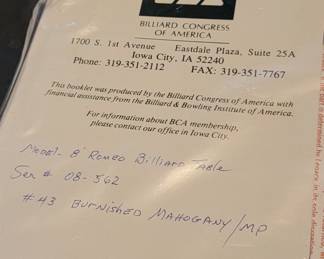 BILLIARD CONGRESS
OF AMERICA
1700 S. 1st Avenue Eastdale Plaza, Suite 25A
Iowa City, IA 52240
Phone: 319-351-2112 FAX: 319-351-7767
This booklet was produced by the Billiard Congress of America with
financial assistance from the Billiard & Bowling Institute of America.
For information about BCA membership,
please contact our office in Iowa City.
Model- 8' Romeo Billiard Table
Ser # 08-562
#43 Burnished Mahogany/MP